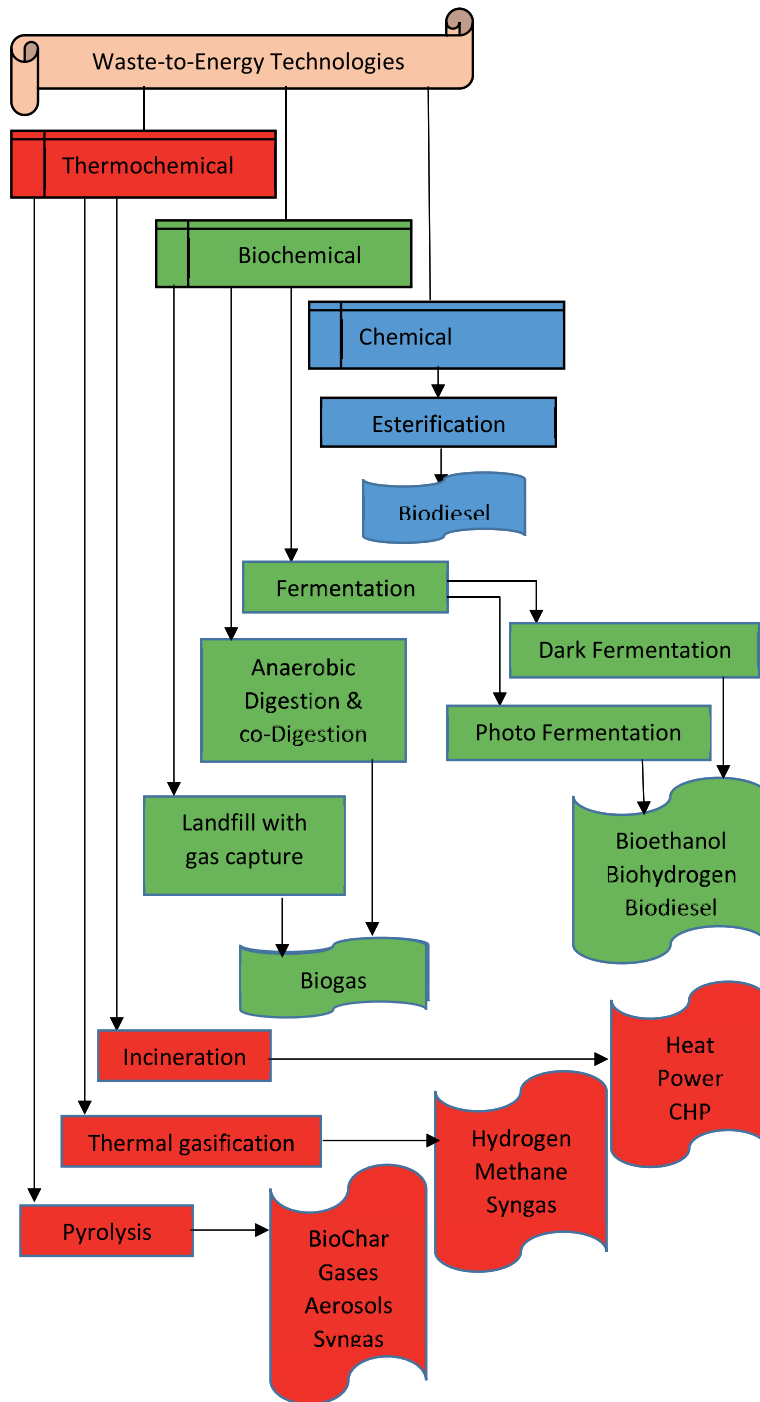 Waste-to-Energy Technologies
Thermochemical
Biochemical
Chemical
Esterification
Biodiesel
Fermentation
Dark Fermentation
Anaerobic
Digestion &
co-Digestion
Photo Fermentation
Landfill with
gas capture
Bioethanol
Biohydrogen
Biodiesel
Biogas
Incineration
Heat
Power
CHP
Thermal gasification
Hydrogen
Methane
Syngas
Pyrolysis
BioChar
Gases
Aerosols
Syngas